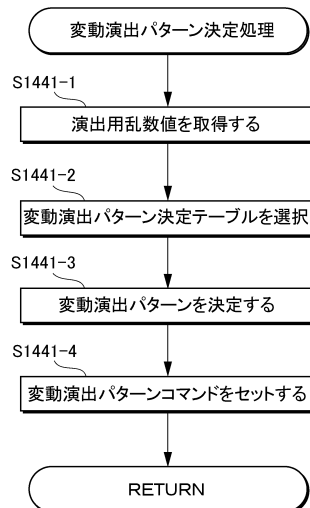 変動演出パターン決定処理
S1441-1
演出用乱数値を取得する
S1441-2
変動演出パターン決定テーブルを選択
S1441-3
変動演出パターンを決定する
S1441-4
変動演出パターンコマンドをセットする
RETURN